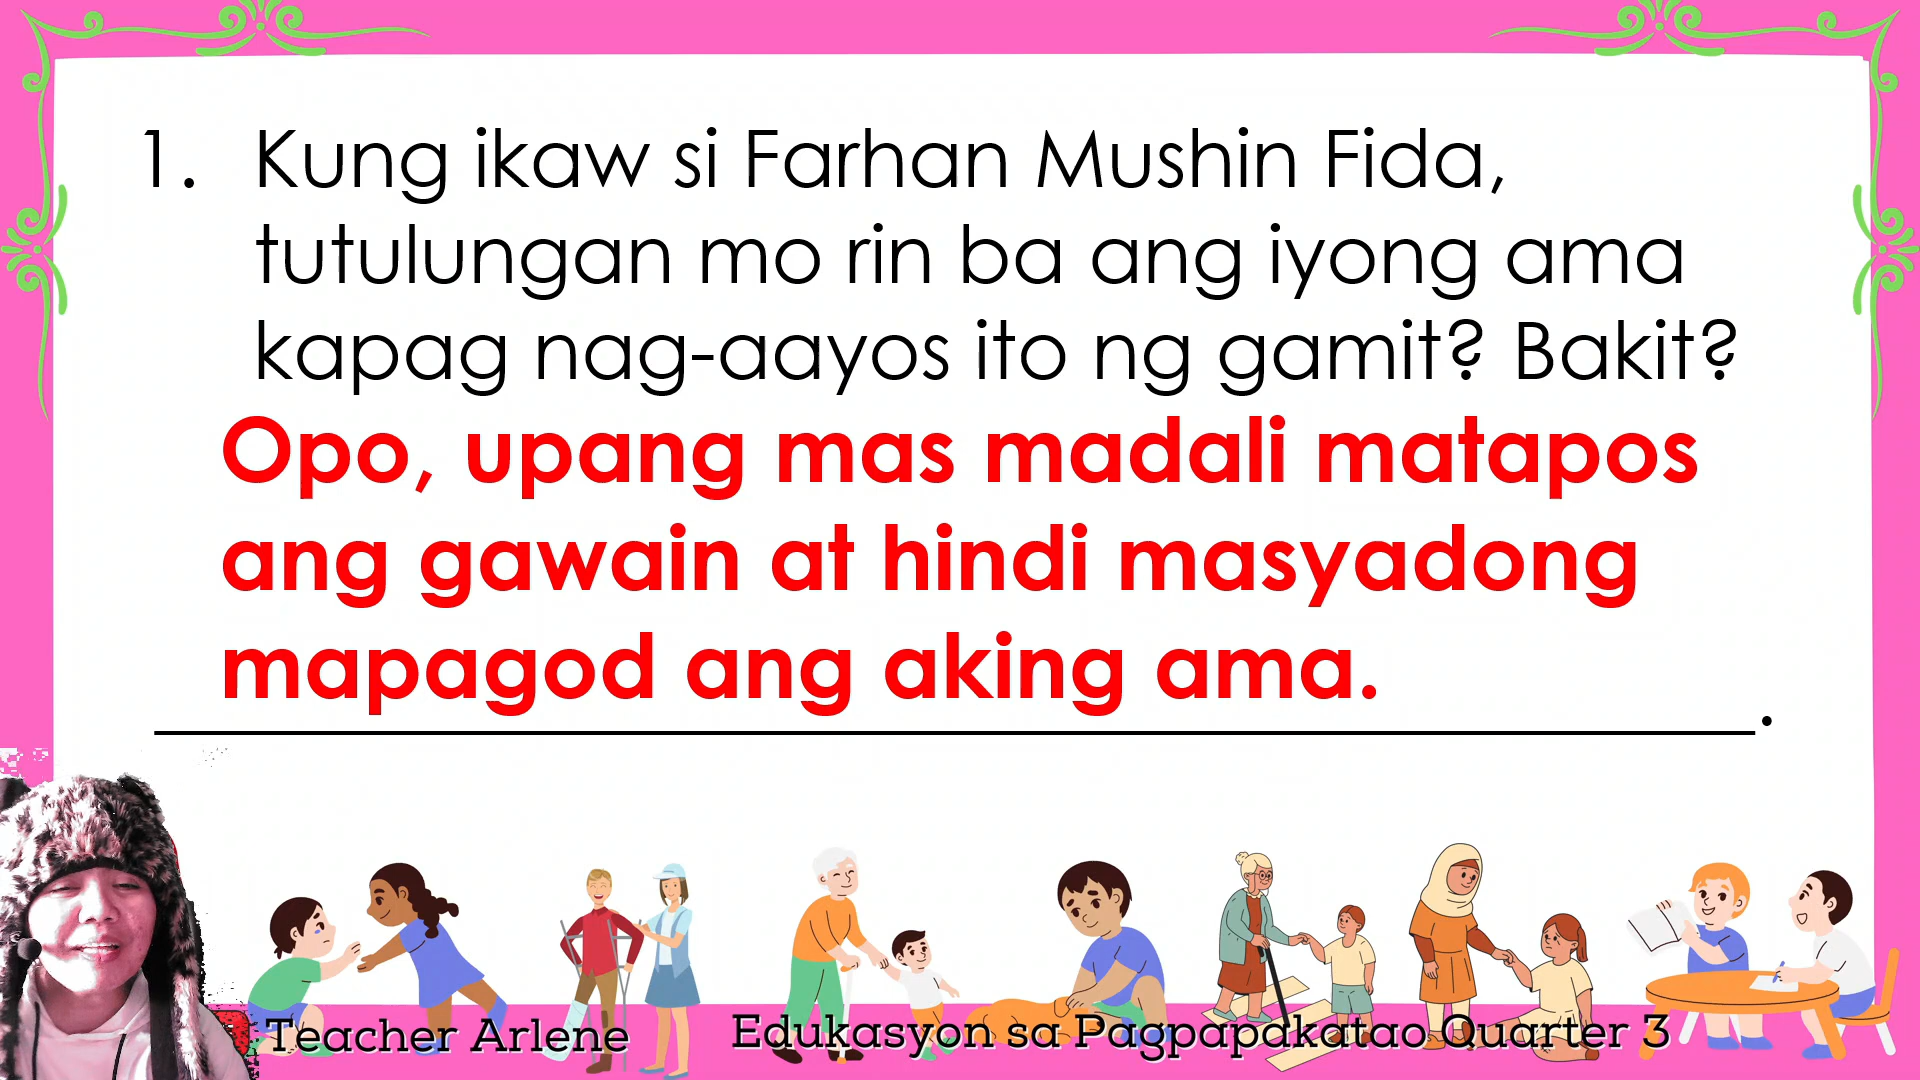 1. Kung ikaw si Farhan Mushin Fida,
tutulungan mo rin ba ang iyong ama
kapag nag-aayos ito ng gamit? Bakit?
Opo, upang mas madali matapos
ang gawain at hindi masyadong
mapagod ang aking ama.
.
Teacher Arlene
Edukasyon sa Pagpapakatao Quarter 3